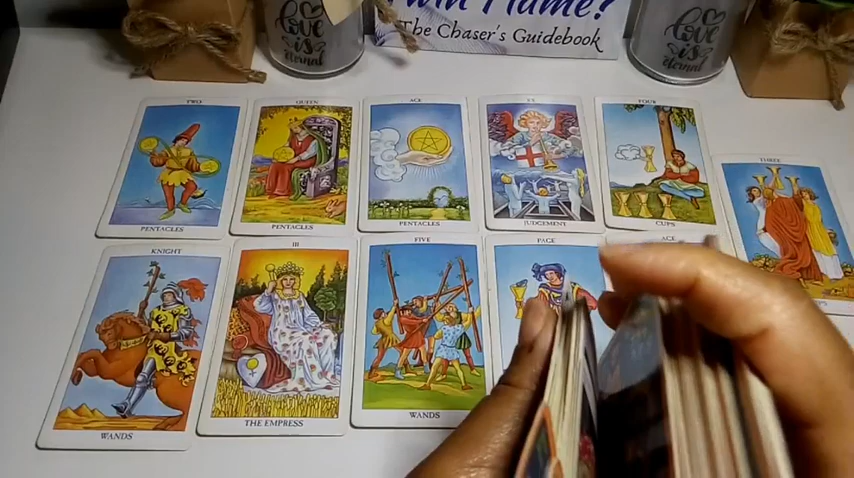 Twin Flame?
The Chaser's Guidebook
love
is
eternal
love
is
eternal
TWO
PENTACLES
QUEEN
PENTACLES
ACE
PENTACLES
XX
JUDGEMENT
FOUR
CUPS
THREE
KNIGHT
WANDS
III
THE EMPRESS
FIVE
WANDS
PAGE
ACE